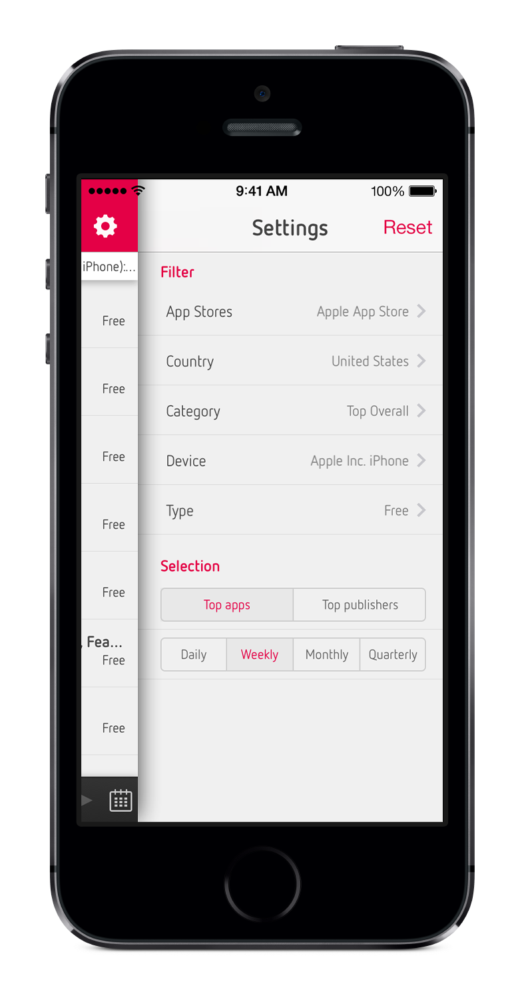 9:41 AM
100%
Settings
Reset
iPhone):...
Filter
App Stores
Apple App Store
Free
Country
United States
Free
Category
Top Overall
Free
Device
Apple Inc. iPhone
Type
Free
Free
Selection
Free
Top apps
Top publishers
, Fea...
Free
Daily
Weekly
Monthly
Quarterly
Free